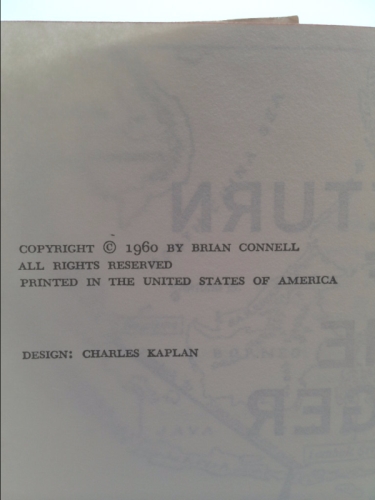 COPYRIGHT © 1960 BY BRIAN CONNELL
ALL RIGHTS RESERVED
PRINTED IN THE UNITED STATES OF AMERICA
DESIGN: CHARLES KAPLAN